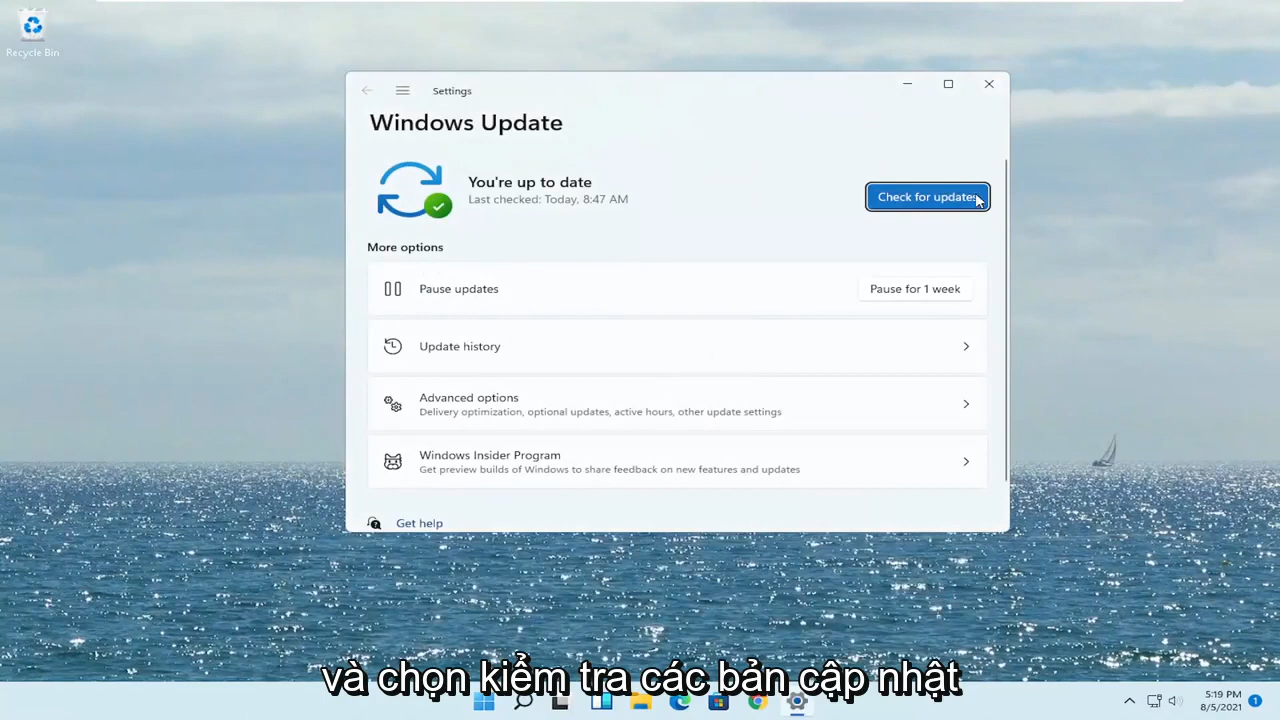 Recycle Bin
Settings
Windows Update
You're up to date
Last checked: Today, 8:47 AM
Check for updates
More options
Pause updates
Pause for 1 week
Update history
Advanced options
Delivery optimization, optional updates, active hours, other update settings
Windows Insider Program
Get preview builds of Windows to share feedback on new features and updates
Get help
và chọn kiểm tra các bản cập nhật
5:19 PM
8/5/2021
1